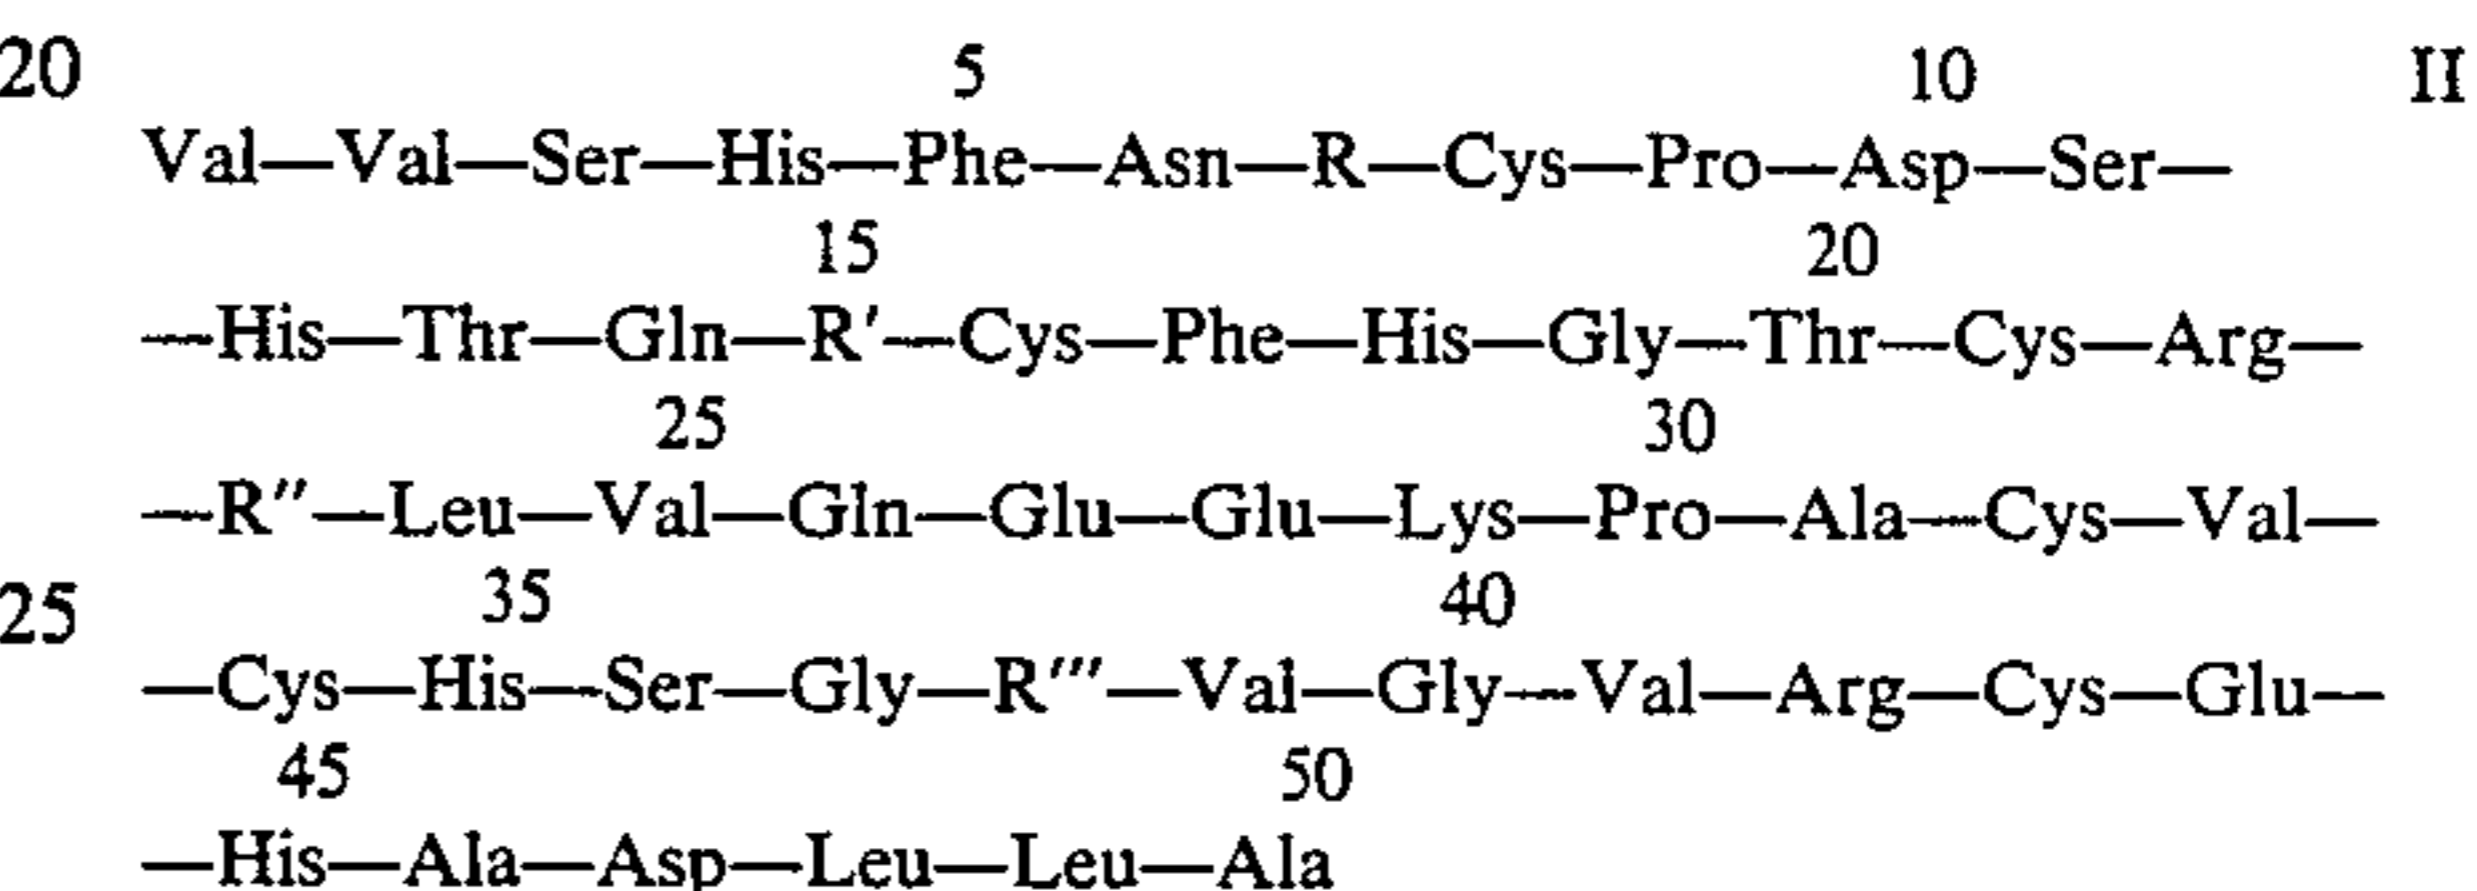 20 5 10 II
Val—Val—Ser—His—Phe—Asn—R—Cys—Pro—Asp—Ser—
15 20
—His—Thr—Gln—R′—Cys—Phe—His—Gly—Thr—Cys—Arg—
25 30
—R″—Leu—Val—Gln—Glu—Glu—Lys—Pro—Ala—Cys—Val—
25 35 40
—Cys—His—Ser—Gly—R‴—Val—Gly—Val—Arg—Cys—Glu—
45 50
—His—Ala—Asp—Leu—Leu—Ala